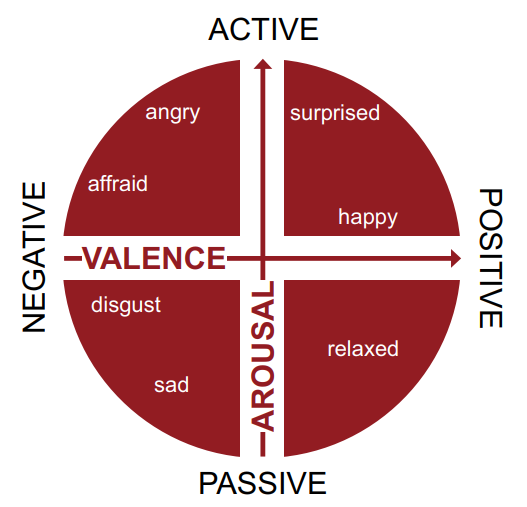 ACTIVE
angry
surprised
affraid
happy
NEGATIVE
VALENCE
POSITIVE
disgust
AROUSAL
relaxed
sad
PASSIVE